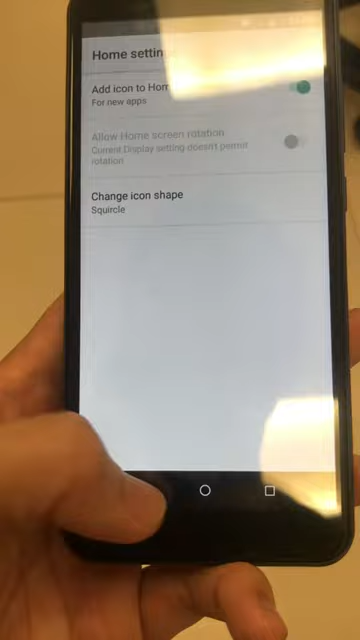 Home settin
Add icon to Hom
For new apps
Allow Home screen rotation
Current Display setting doesn't permit
rotation
Change icon shape
Squircle